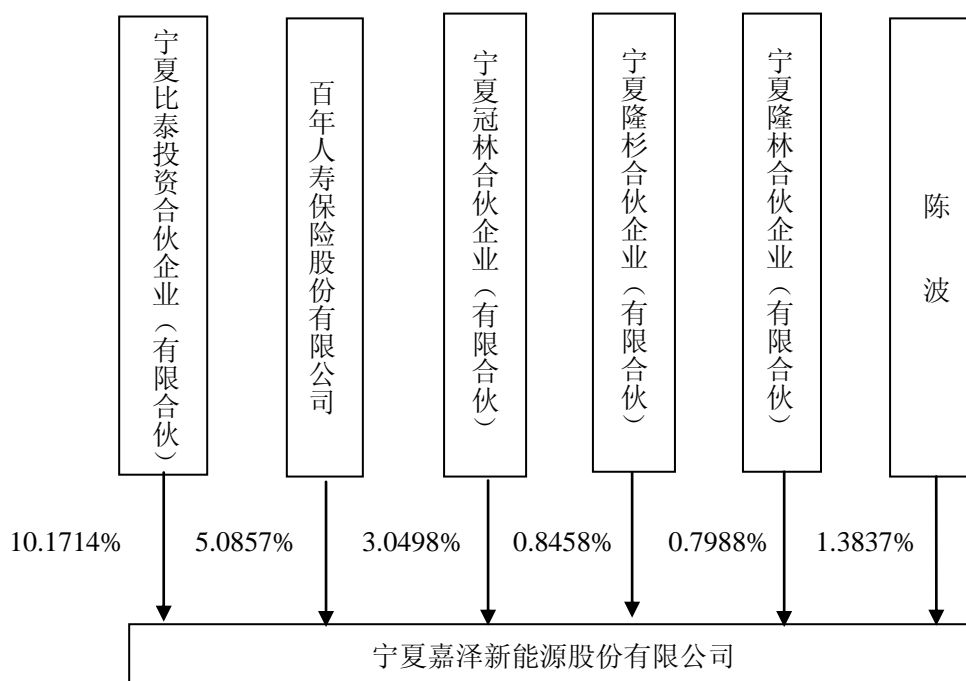 宁夏比泰投资合伙企业（有限合伙）
百年人寿保险股份有限公司
宁夏冠林合伙企业（有限合伙）
宁夏隆杉合伙企业（有限合伙）
宁夏隆林合伙企业（有限合伙）
陈波
10.1714%
5.0857%
3.0498%
0.8458%
0.7988%
1.3837%
宁夏嘉泽新能源股份有限公司